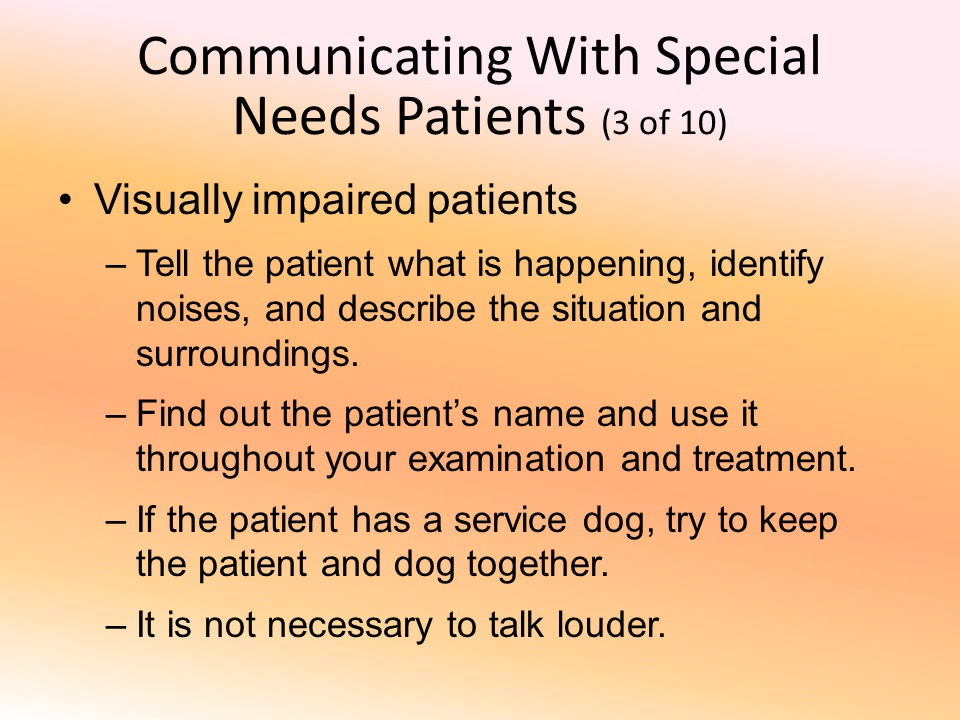 Communicating With Special
Needs Patients (3 of 10)
• Visually impaired patients
– Tell the patient what is happening, identify
noises, and describe the situation and
surroundings.
– Find out the patient’s name and use it
throughout your examination and treatment.
– If the patient has a service dog, try to keep
the patient and dog together.
– It is not necessary to talk louder.